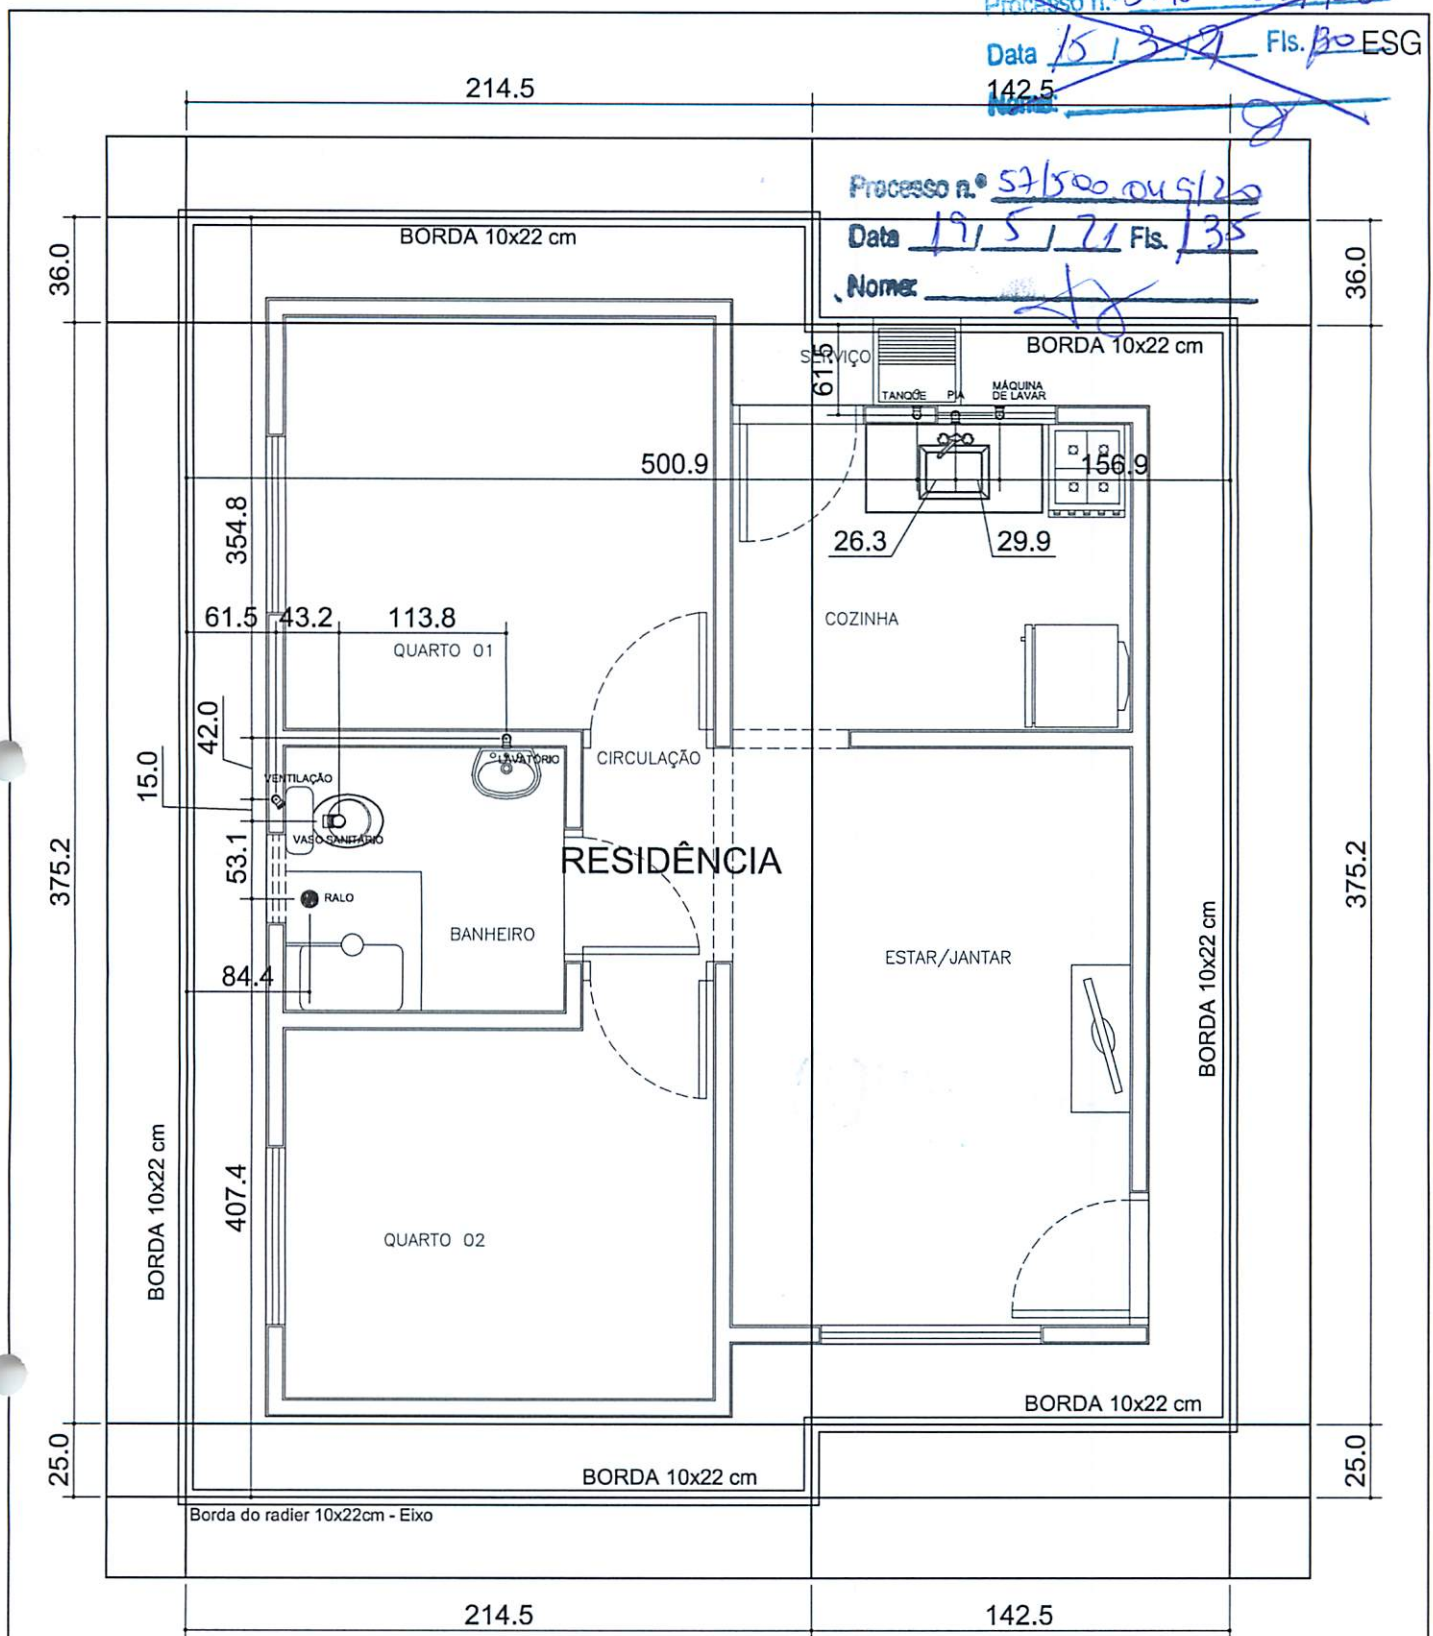 Processo n.º
Data 15 / 3 / 21 Fls. 130 ESG
214.5 142.5
Nome:
Processo n.º 57/500.049/20
Data 19 / 5 / 21 Fls. 135
Nome:
36.0 BORDA 10x22 cm 36.0
SERVIÇO BORDA 10x22 cm
61.5
TANQUE PIA MÁQUINA
DE LAVAR
500.9 156.9
354.8
26.3 29.9
61.5 43.2 113.8 COZINHA
QUARTO 01
42.0
15.0
LAVATÓRIO CIRCULAÇÃO
VENTILAÇÃO
VASO SANITÁRIO
53.1
RESIDÊNCIA
375.2 375.2
RALO
BANHEIRO
ESTAR/JANTAR
84.4
BORDA 10x22 cm
BORDA 10x22 cm
407.4
QUARTO 02
BORDA 10x22 cm
25.0 25.0
BORDA 10x22 cm
Borda do radier 10x22cm - Eixo
214.5 142.5